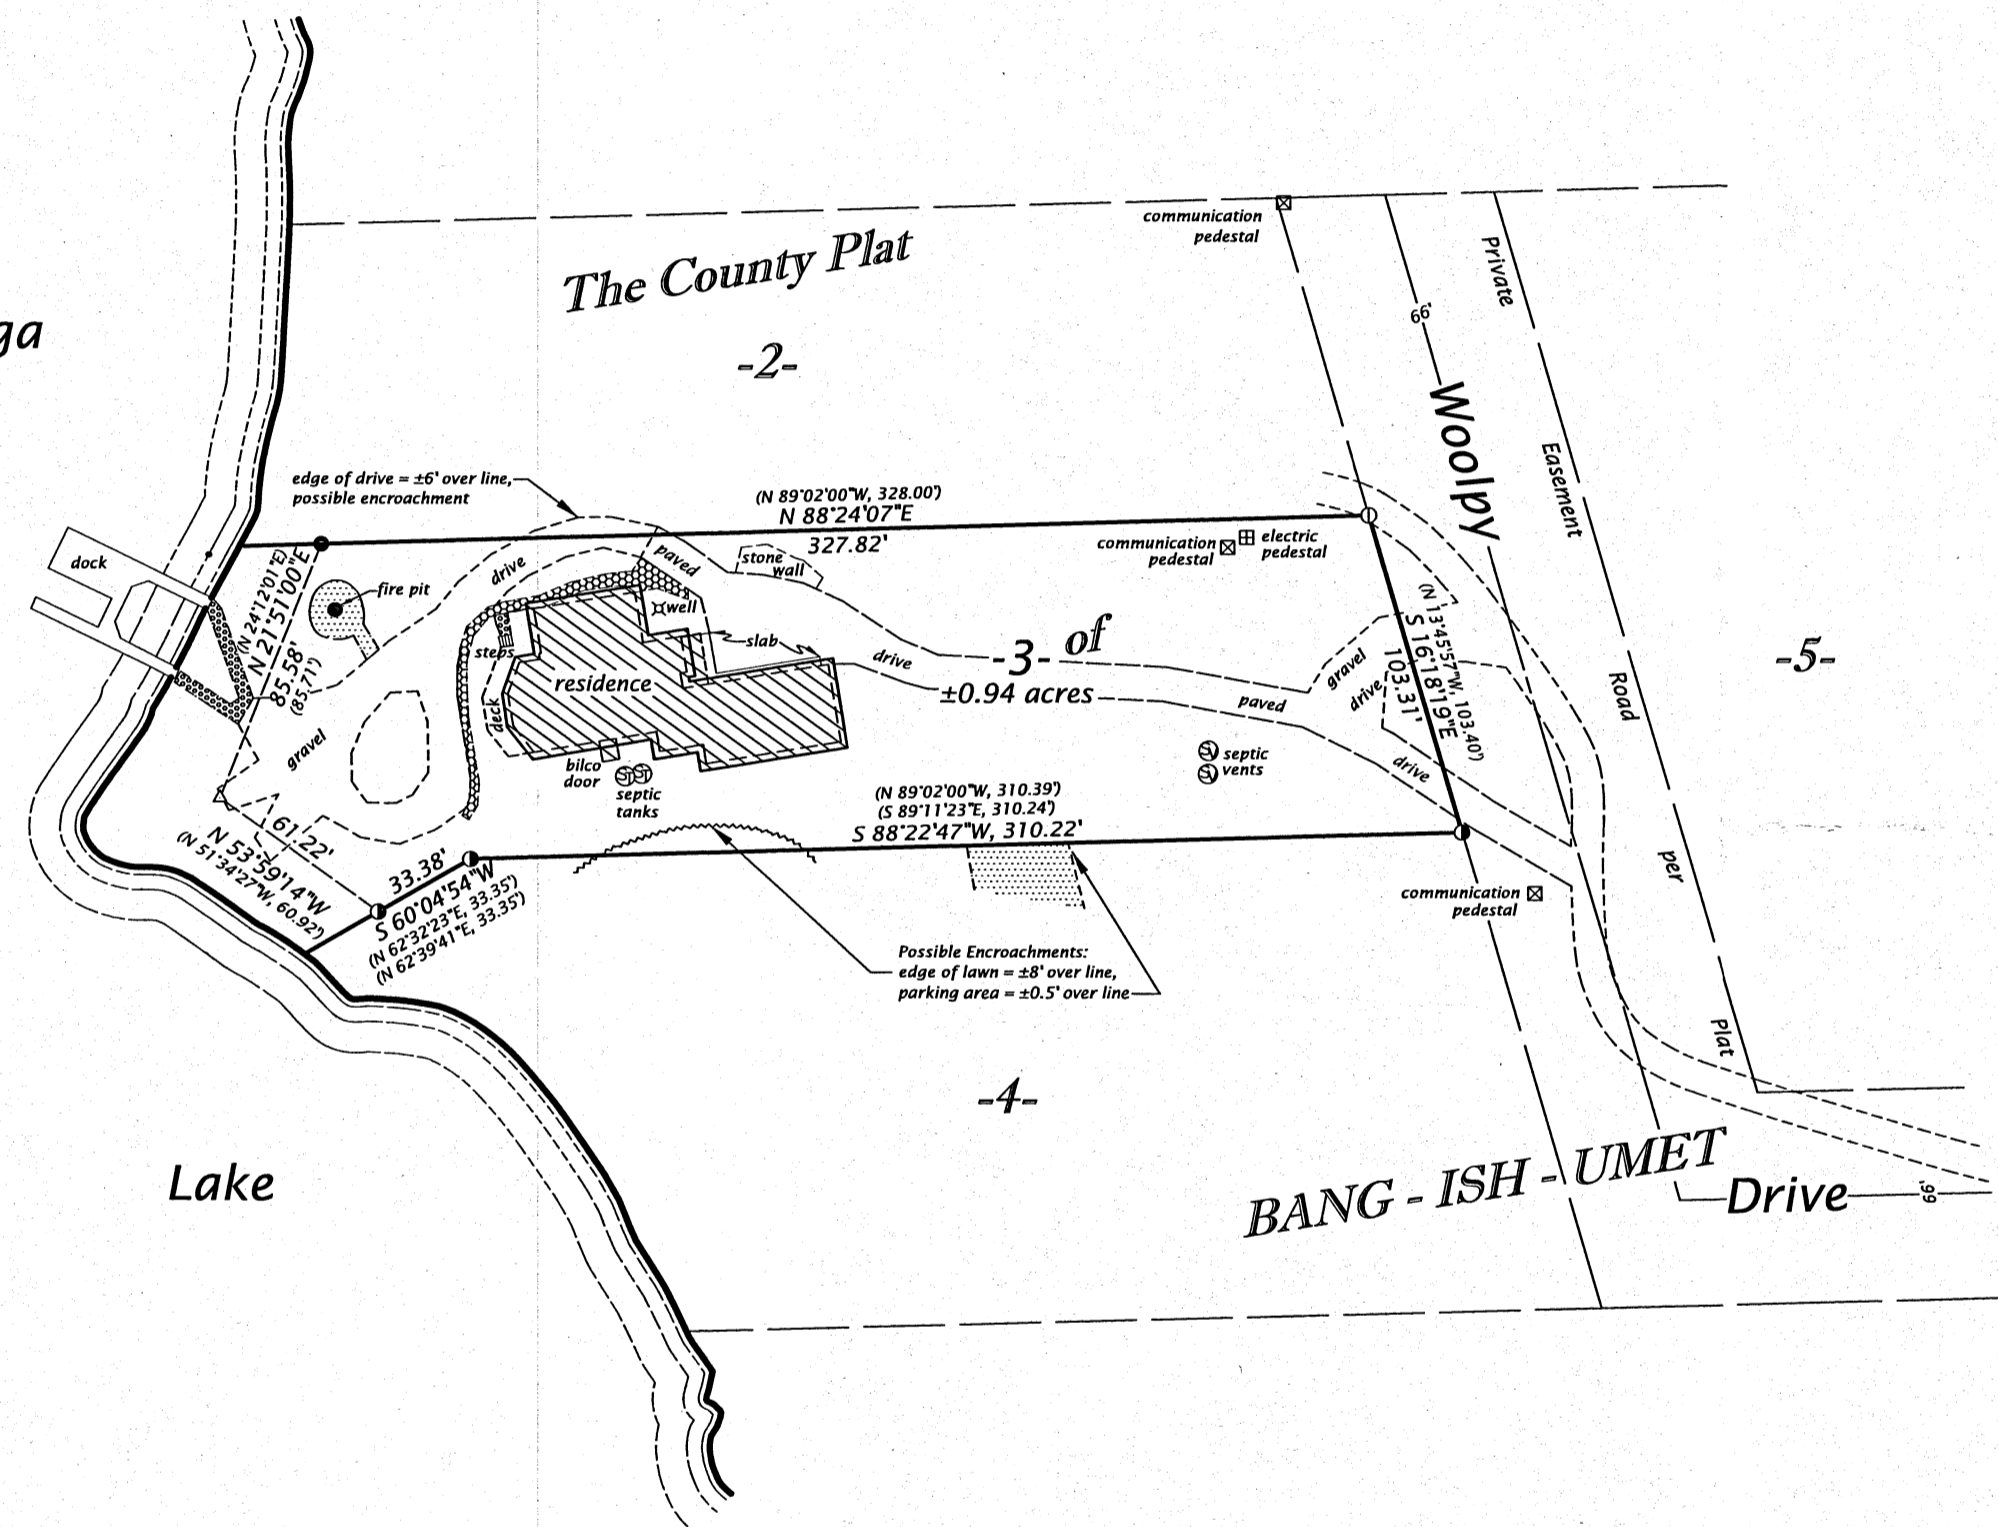 communication
pedestal
The County Plat
-2-
Private
66'
ga
Woolpy
Easement
edge of drive = ±6' over line,
possible encroachment
(N 89°02'00"W, 328.00')
N 88°24'07"E
327.82'
communication
pedestal
electric
pedestal
dock
fire pit
drive
paved
stone
wall
(N 24°12'01"E)
N 21°51'00"E
85.58'
(85.71')
well
slab
steps
residence
deck
drive
-3- of
±0.94 acres
paved
gravel
drive
(N 13°45'57"W, 103.40')
S 16°18'19"E
103.31'
-5-
Road
gravel
bilco
door
septic
tanks
septic
vents
drive
(N 89°02'00"W, 310.39')
(S 89°11'23"E, 310.24')
S 88°22'47"W, 310.22'
61.22'
N 53°59'14"W
(N 51°34'27"W, 60.92')
33.38'
S 60°04'54"W
(N 62°32'23"E, 33.35')
(N 62°39'41"E, 33.35')
per
communication
pedestal
Possible Encroachments:
edge of lawn = ±8' over line,
parking area = ±0.5' over line
Plat
-4-
Lake
BANG - ISH - UMET
Drive
66'